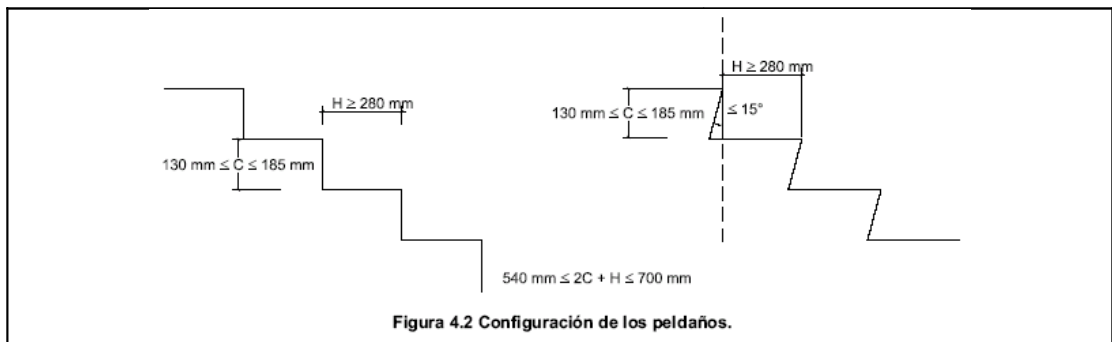 H ≥ 280 mm
130 mm ≤ C ≤ 185 mm
H ≥ 280 mm
130 mm ≤ C ≤ 185 mm
≤ 15°
540 mm ≤ 2C + H ≤ 700 mm
Figura 4.2 Configuración de los peldaños.